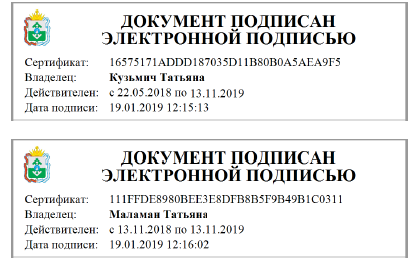 ДОКУМЕНТ ПОДПИСАН
ЭЛЕКТРОННОЙ ПОДПИСЬЮ
Сертификат: 16575171ADDD187035D11B80B0A5AEA9F5
Владелец: Кузьмич Татьяна
Действителен: с 22.05.2018 по 13.11.2019
Дата подписи: 19.01.2019 12:15:13
ДОКУМЕНТ ПОДПИСАН
ЭЛЕКТРОННОЙ ПОДПИСЬЮ
Сертификат: 111FFDE8980BEE3E8DFB8B5F9B49B1C0311
Владелец: Маламан Татьяна
Действителен: с 13.11.2018 по 13.11.2019
Дата подписи: 19.01.2019 12:16:02